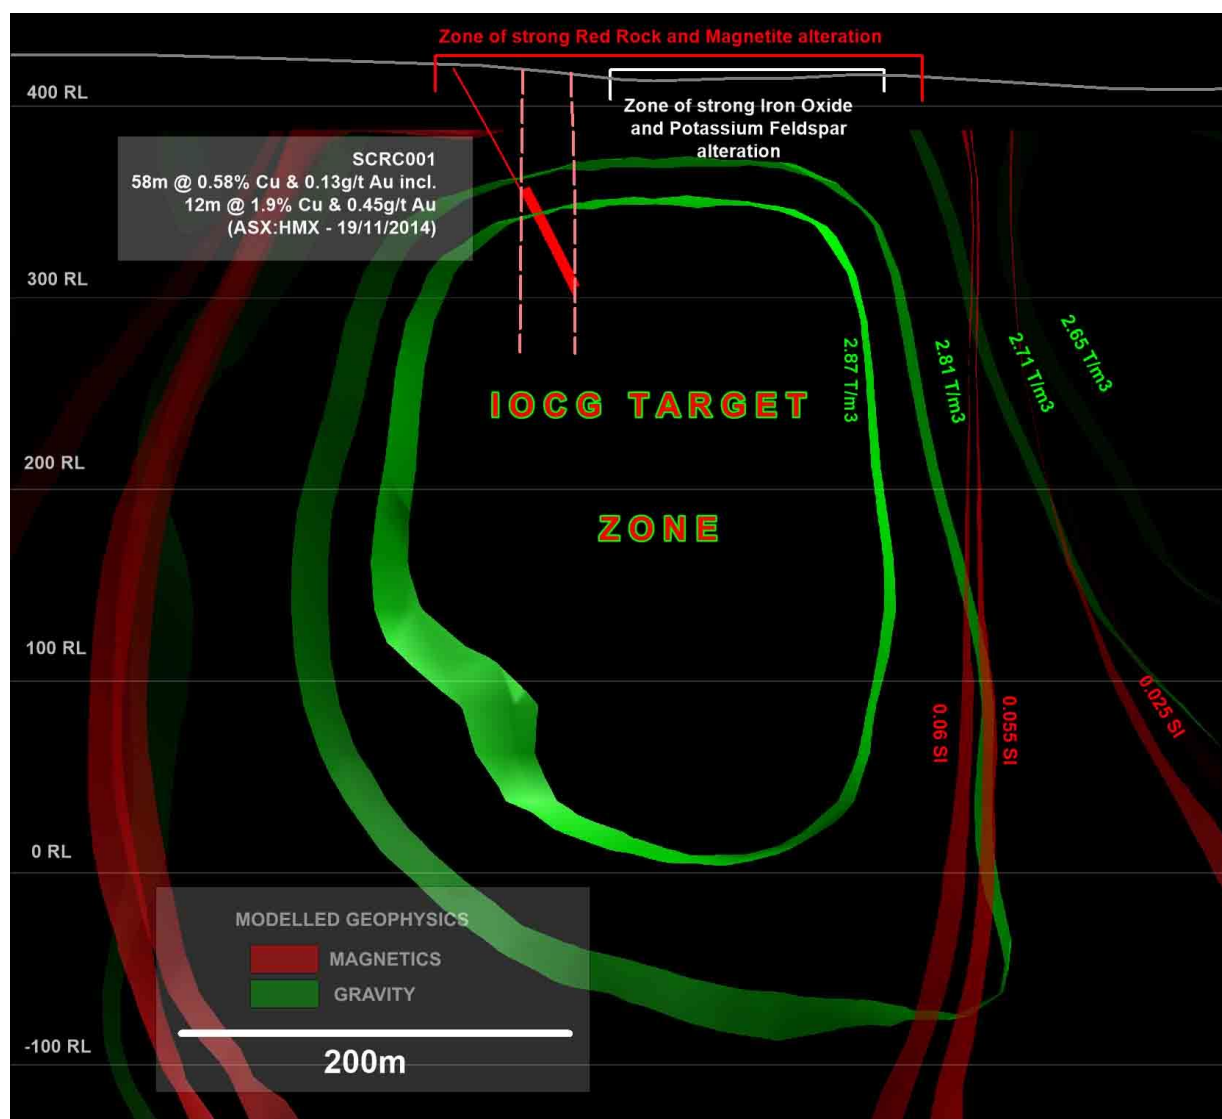 Zone of strong Red Rock and Magnetite alteration
400 RL
Zone of strong Iron Oxide
and Potassium Feldspar
alteration
SCRC001
58m @ 0.58% Cu & 0.13g/t Au incl.
12m @ 1.9% Cu & 0.45g/t Au
(ASX:HMX - 19/11/2014)
300 RL
2.87 T/m3
2.81 T/m3
2.71 T/m3
2.65 T/m3
IOCG TARGET
ZONE
200 RL
100 RL
0.06 SI
0.055 SI
0.025 SI
0 RL
MODELLED GEOPHYSICS
MAGNETICS
GRAVITY
200m
-100 RL